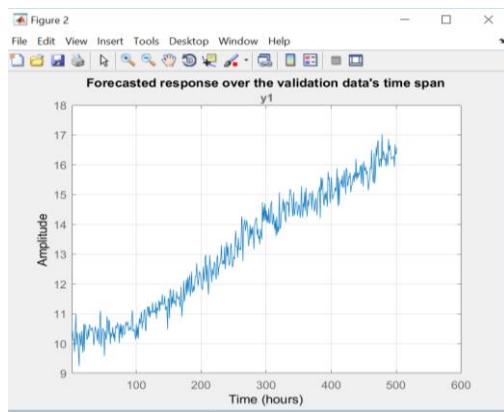 Figure 2
File Edit View Insert Tools Desktop Window Help
Forecasted response over the validation data's time span
y1
18
17
16
15
14
13
12
11
10
9
Amplitude
100 200 300 400 500 600
Time (hours)